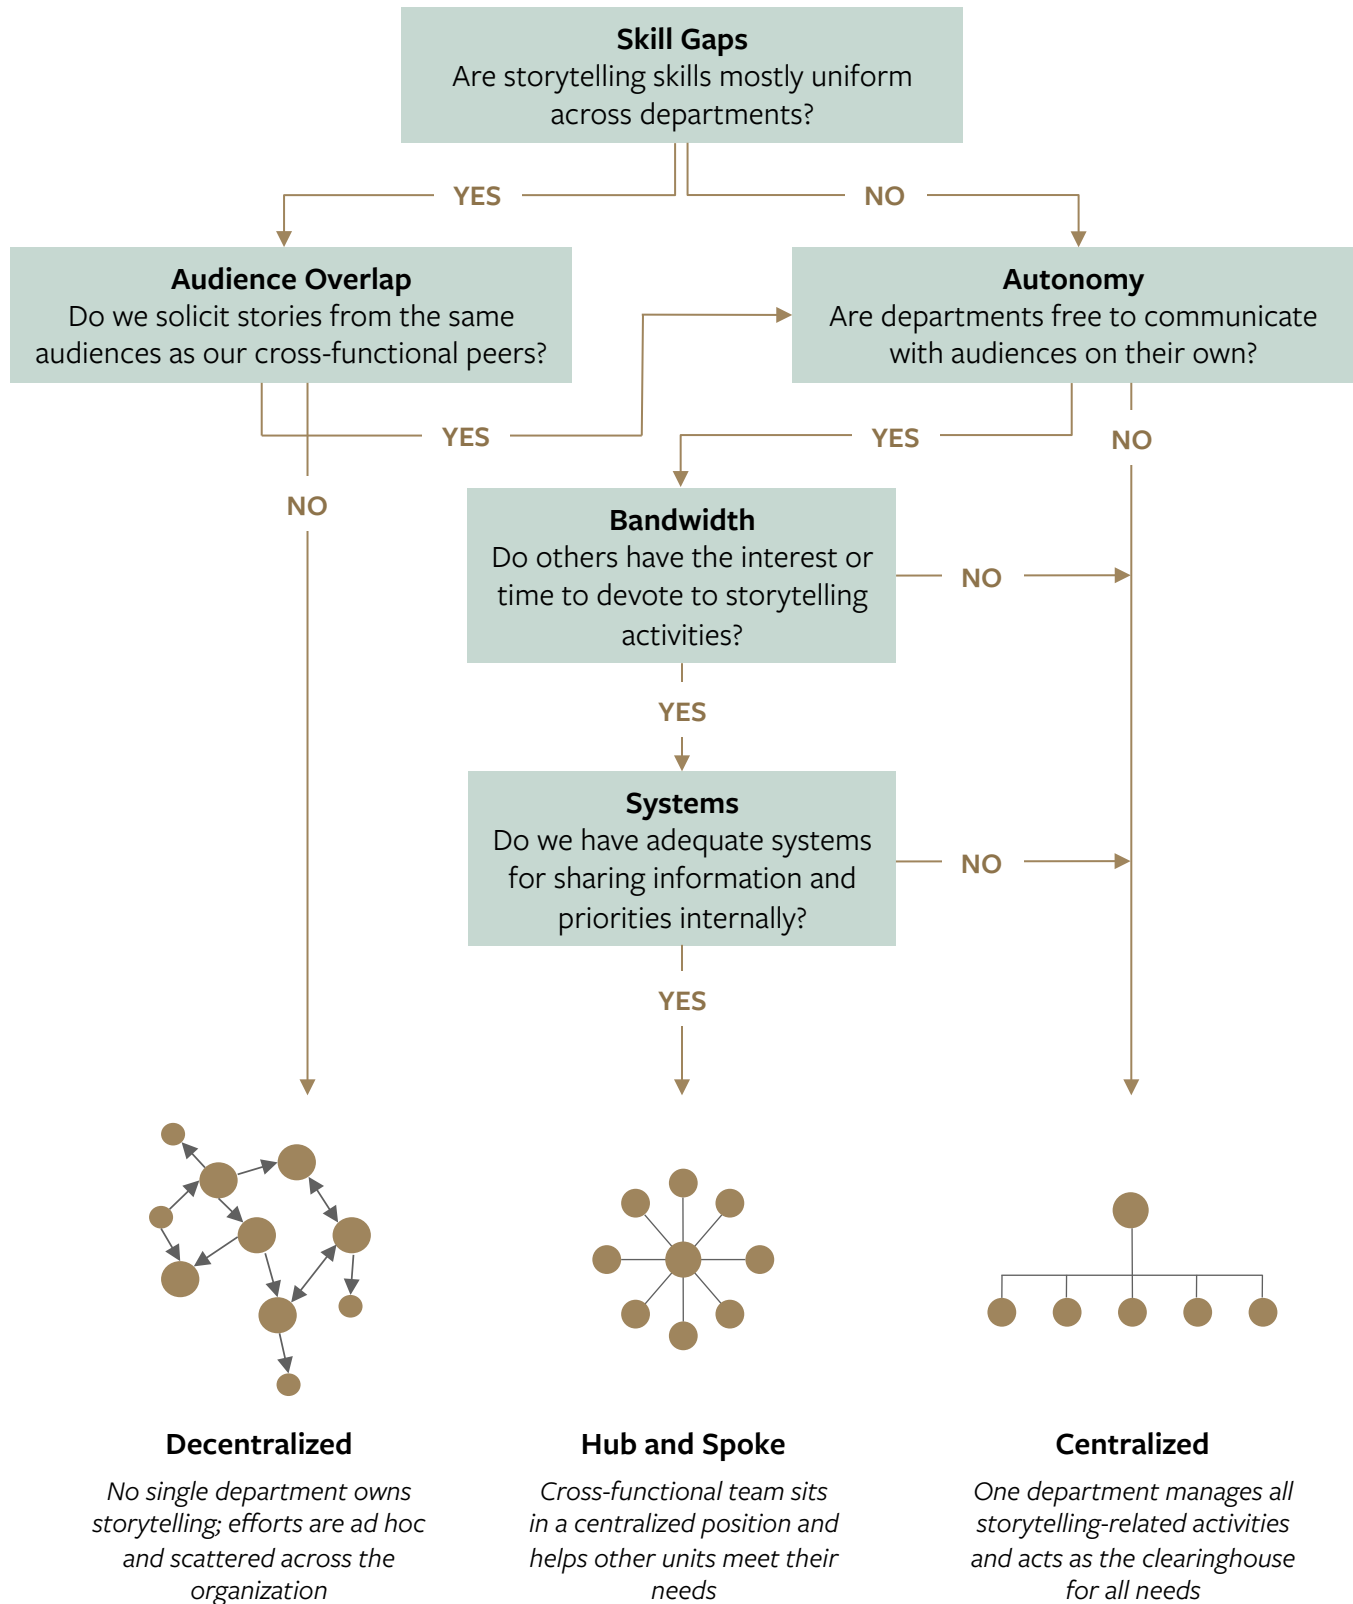 Skill Gaps
Are storytelling skills mostly uniform
across departments?
YES
NO
Audience Overlap
Do we solicit stories from the same
audiences as our cross-functional peers?
Autonomy
Are departments free to communicate
with audiences on their own?
YES
YES
NO
NO
Bandwidth
Do others have the interest or
time to devote to storytelling
activities?
NO
YES
Systems
Do we have adequate systems
for sharing information and
priorities internally?
NO
YES
Decentralized
No single department owns
storytelling; efforts are ad hoc
and scattered across the
organization
Hub and Spoke
Cross-functional team sits
in a centralized position and
helps other units meet their
needs
Centralized
One department manages all
storytelling-related activities
and acts as the clearinghouse
for all needs